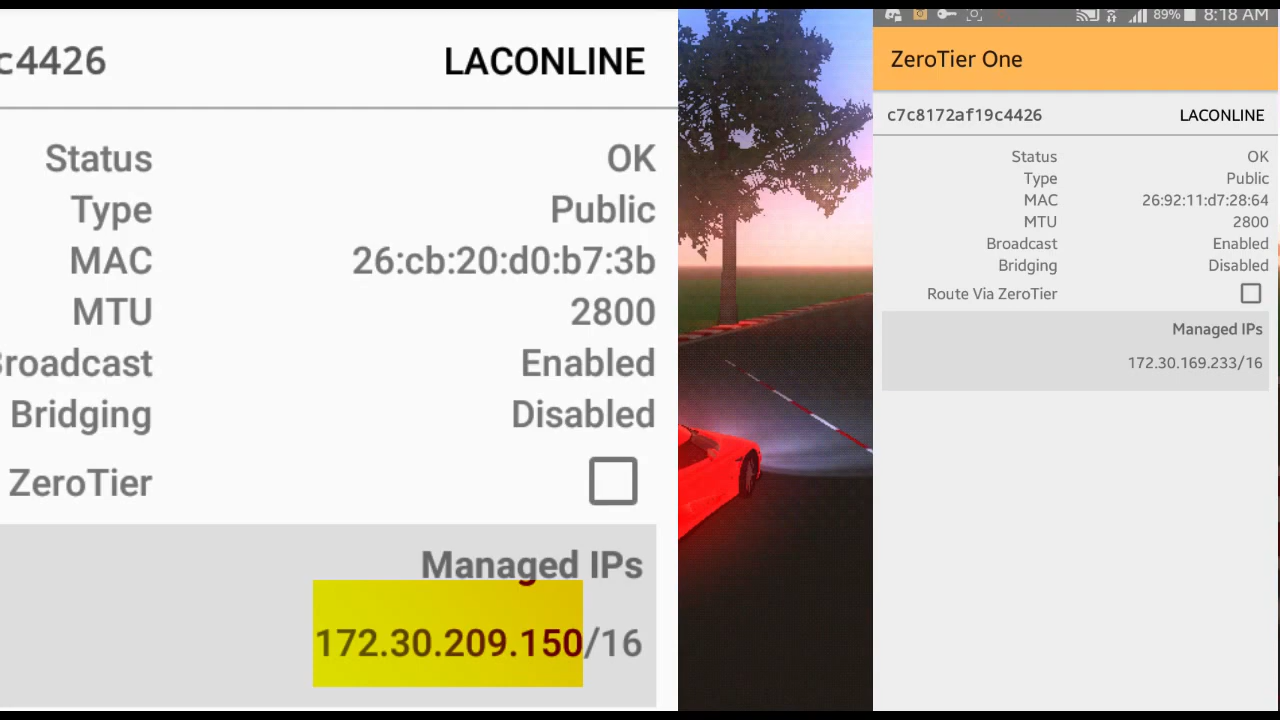 c4426 LACONLINE
Status OK
Type Public
MAC 26:cb:20:d0:b7:3b
MTU 2800
Broadcast Enabled
Bridging Disabled
ZeroTier
Managed IPs
172.30.209.150/16
89% 8:18 AM
ZeroTier One
c7c8172af19c4426 LACONLINE
Status OK
Type Public
MAC 26:92:11:d7:28:64
MTU 2800
Broadcast Enabled
Bridging Disabled
Route Via ZeroTier
Managed IPs
172.30.169.233/16